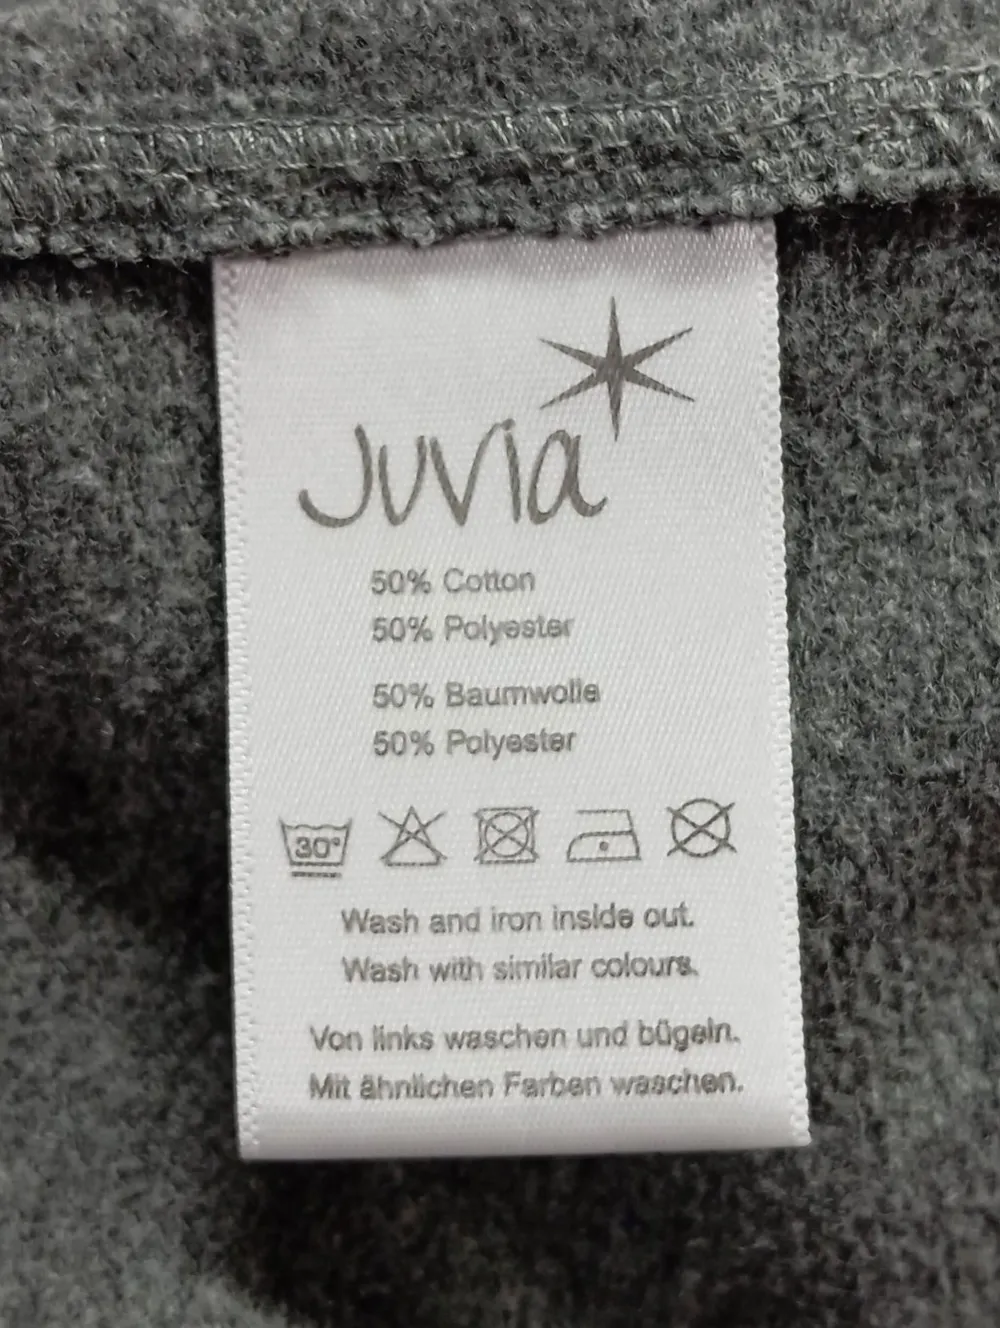 Juvia
50% Cotton
50% Polyester
50% Baumwolle
50% Polyester
30°
Wash and iron inside out.
Wash with similar colours.
Von links waschen und bügeln.
Mit ähnlichen Farben waschen.